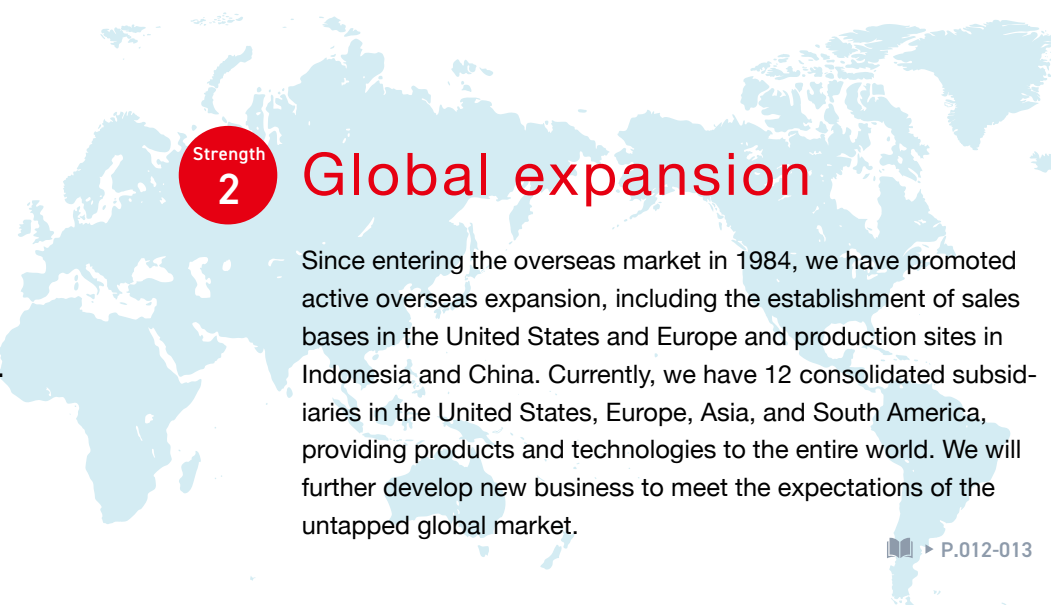 Strength
2
Global expansion
Since entering the overseas market in 1984, we have promoted
active overseas expansion, including the establishment of sales
bases in the United States and Europe and production sites in
Indonesia and China. Currently, we have 12 consolidated subsid-
iaries in the United States, Europe, Asia, and South America,
providing products and technologies to the entire world. We will
further develop new business to meet the expectations of the
untapped global market.
P.012-013